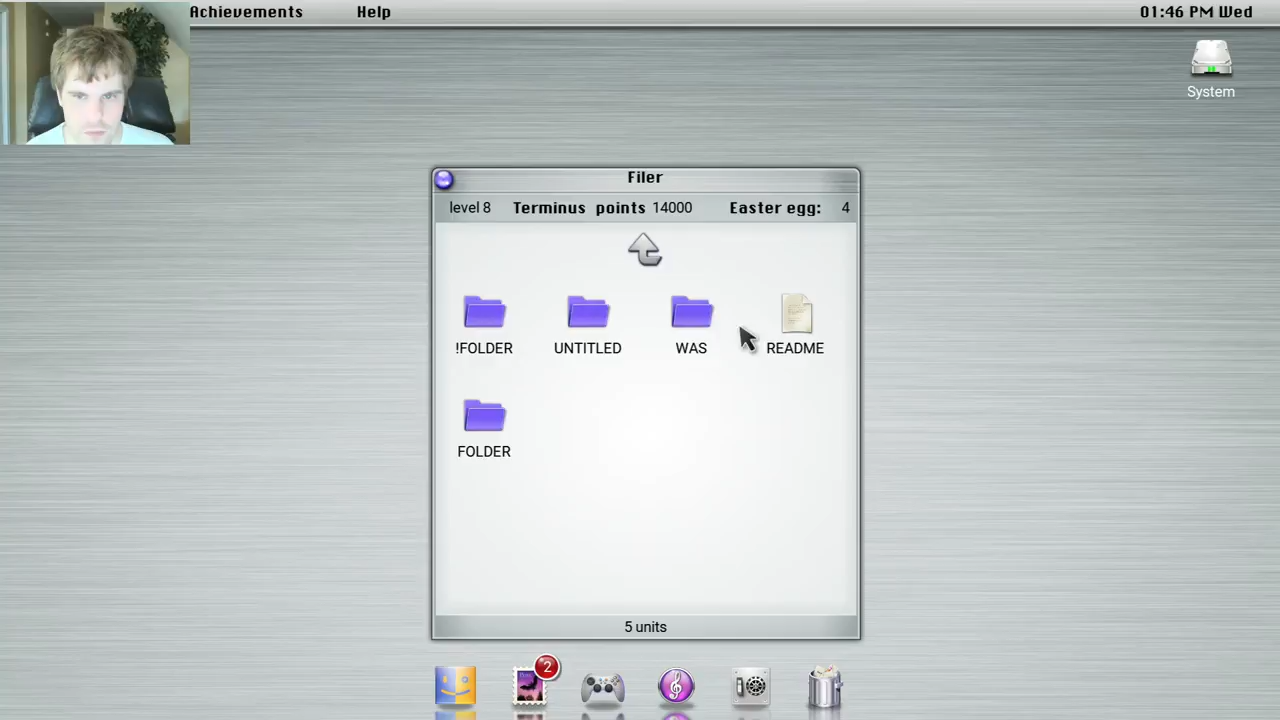 Achievements Help 01:46 PM Wed
System
Filer
level 8 Terminus points 14000 Easter egg: 4
!FOLDER UNTITLED WAS README
FOLDER
5 units
2